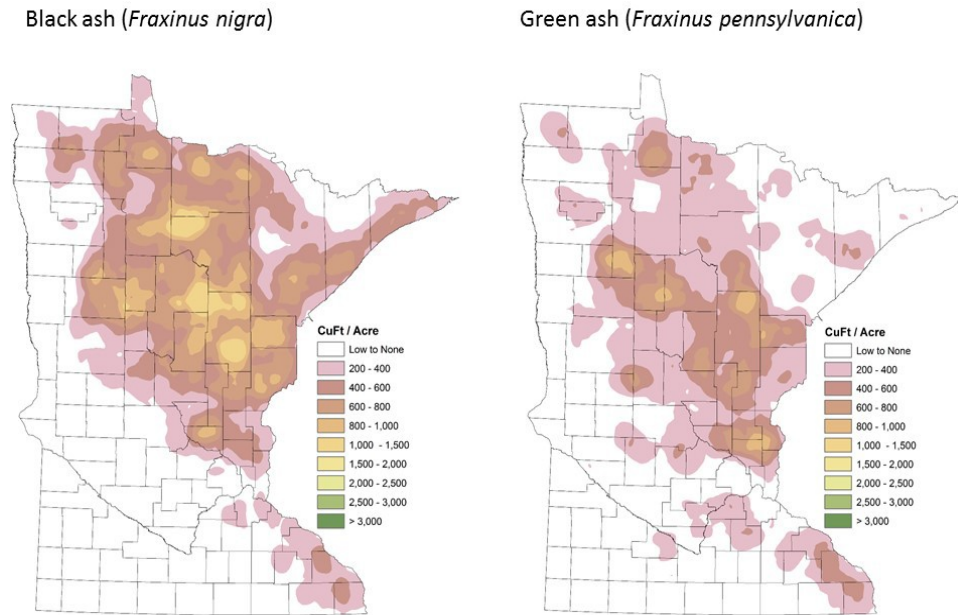 Black ash (Fraxinus nigra)
CuFt / Acre
Low to None
200 - 400
400 - 600
600 - 800
800 - 1,000
1,000 - 1,500
1,500 - 2,000
2,000 - 2,500
2,500 - 3,000
> 3,000
Green ash (Fraxinus pennsylvanica)
CuFt / Acre
Low to None
200 - 400
400 - 600
600 - 800
800 - 1,000
1,000 - 1,500
1,500 - 2,000
2,000 - 2,500
2,500 - 3,000
> 3,000